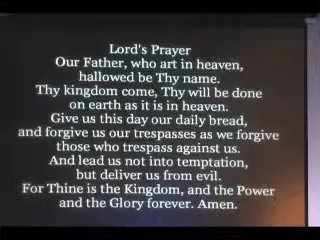 Lord's Prayer
Our Father, who art in heaven,
hallowed be Thy name.
Thy kingdom come, Thy will be done
on earth as it is in heaven.
Give us this day our daily bread,
and forgive us our trespasses as we forgive
those who trespass against us.
And lead us not into temptation,
but deliver us from evil.
For Thine is the Kingdom, and the Power
and the Glory forever. Amen.